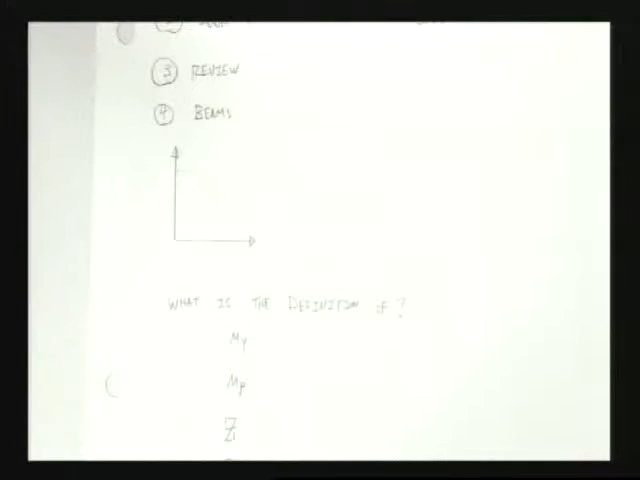 3 REVIEW
4 BEAMS
WHAT IS THE DEFINITION OF ?
My
Mp
Z